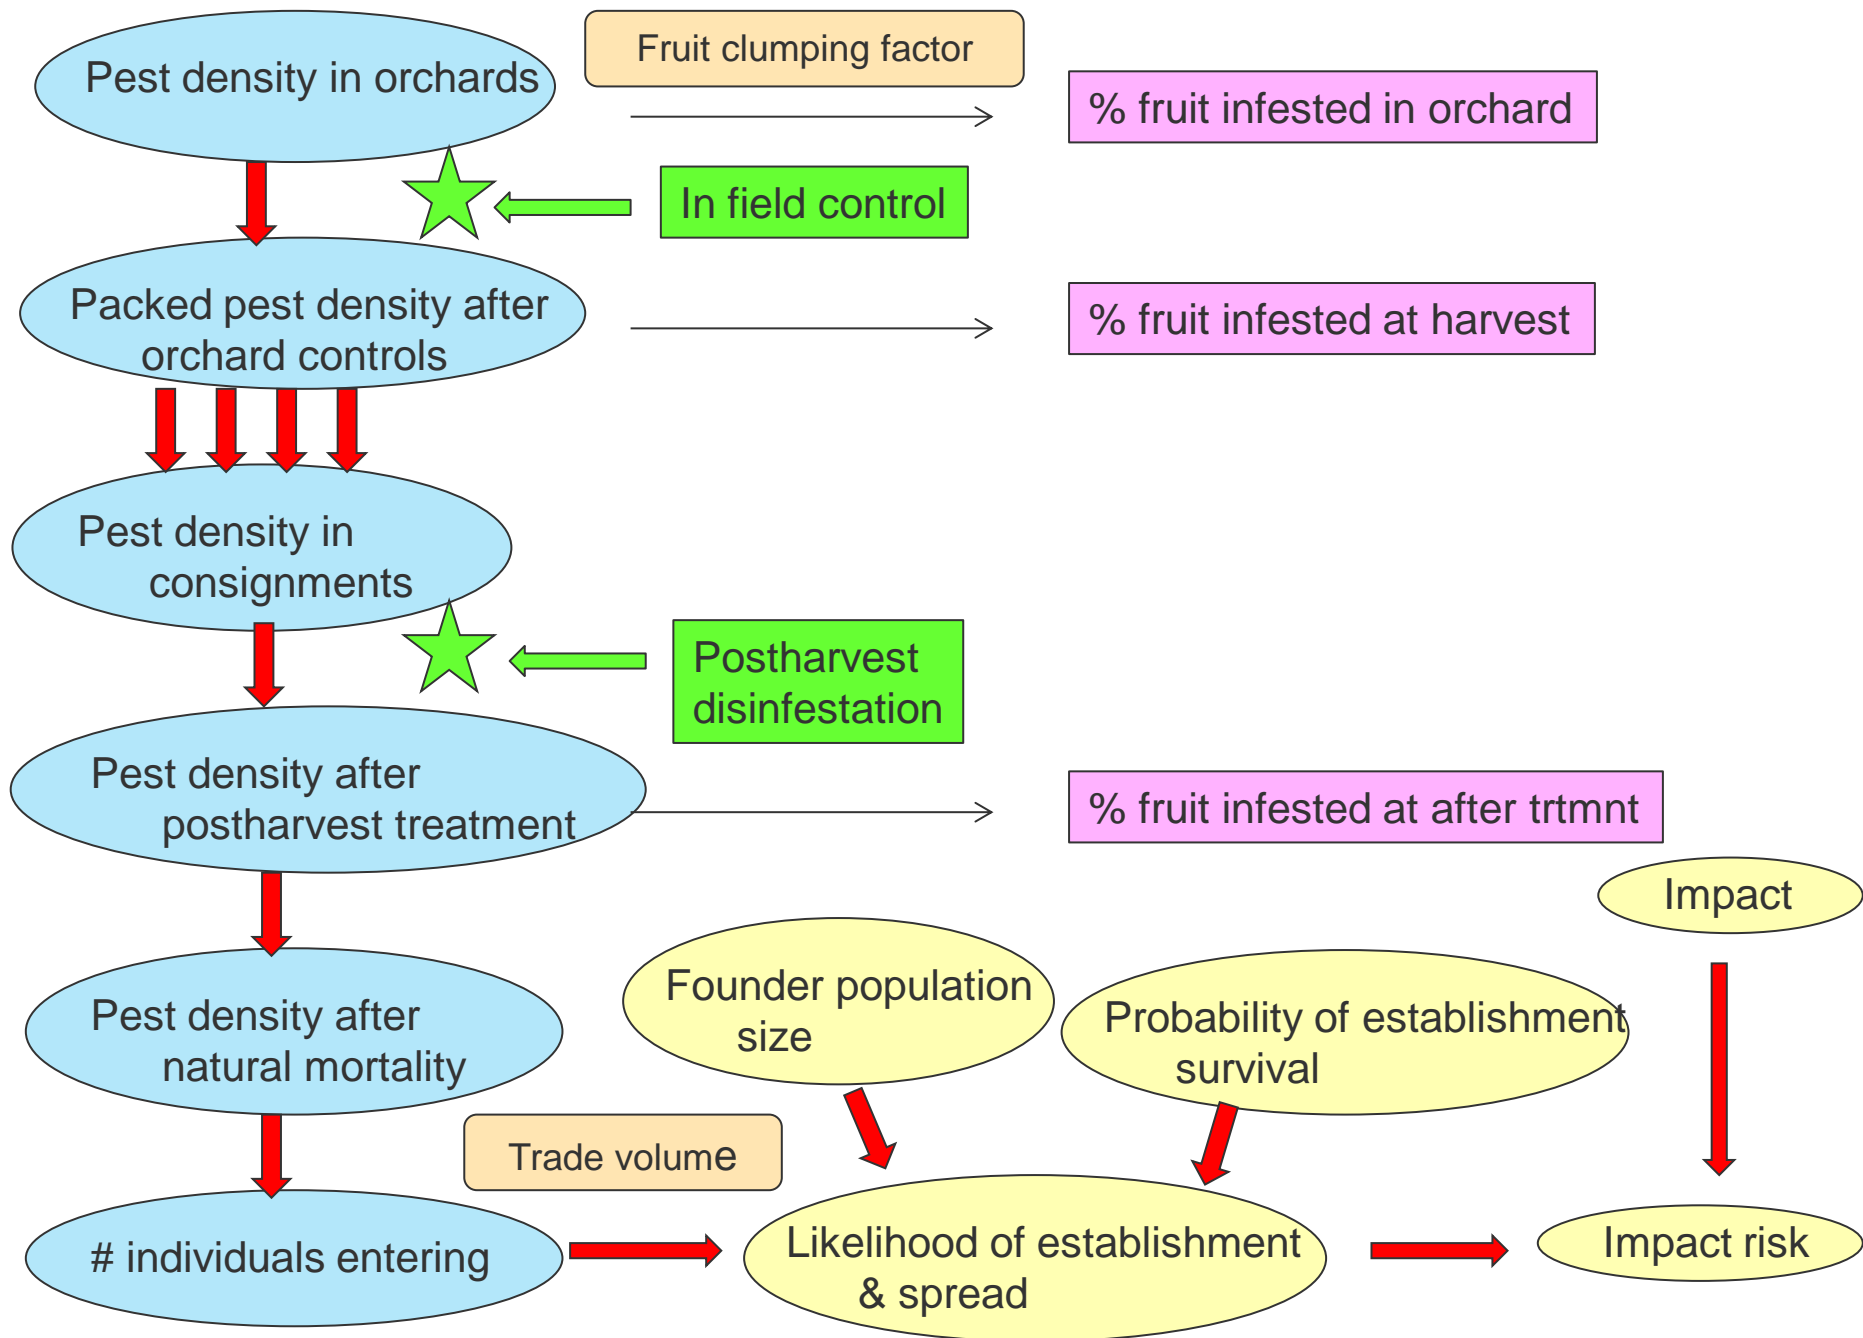 Pest density in orchards
Fruit clumping factor
% fruit infested in orchard
In field control
Packed pest density after
orchard controls
% fruit infested at harvest
Pest density in
consignments
Postharvest
disinfestation
Pest density after
postharvest treatment
% fruit infested at after trtmnt
Impact
Founder population
size
Probability of establishment
survival
Pest density after
natural mortality
Trade volume
# individuals entering
Likelihood of establishment
& spread
Impact risk